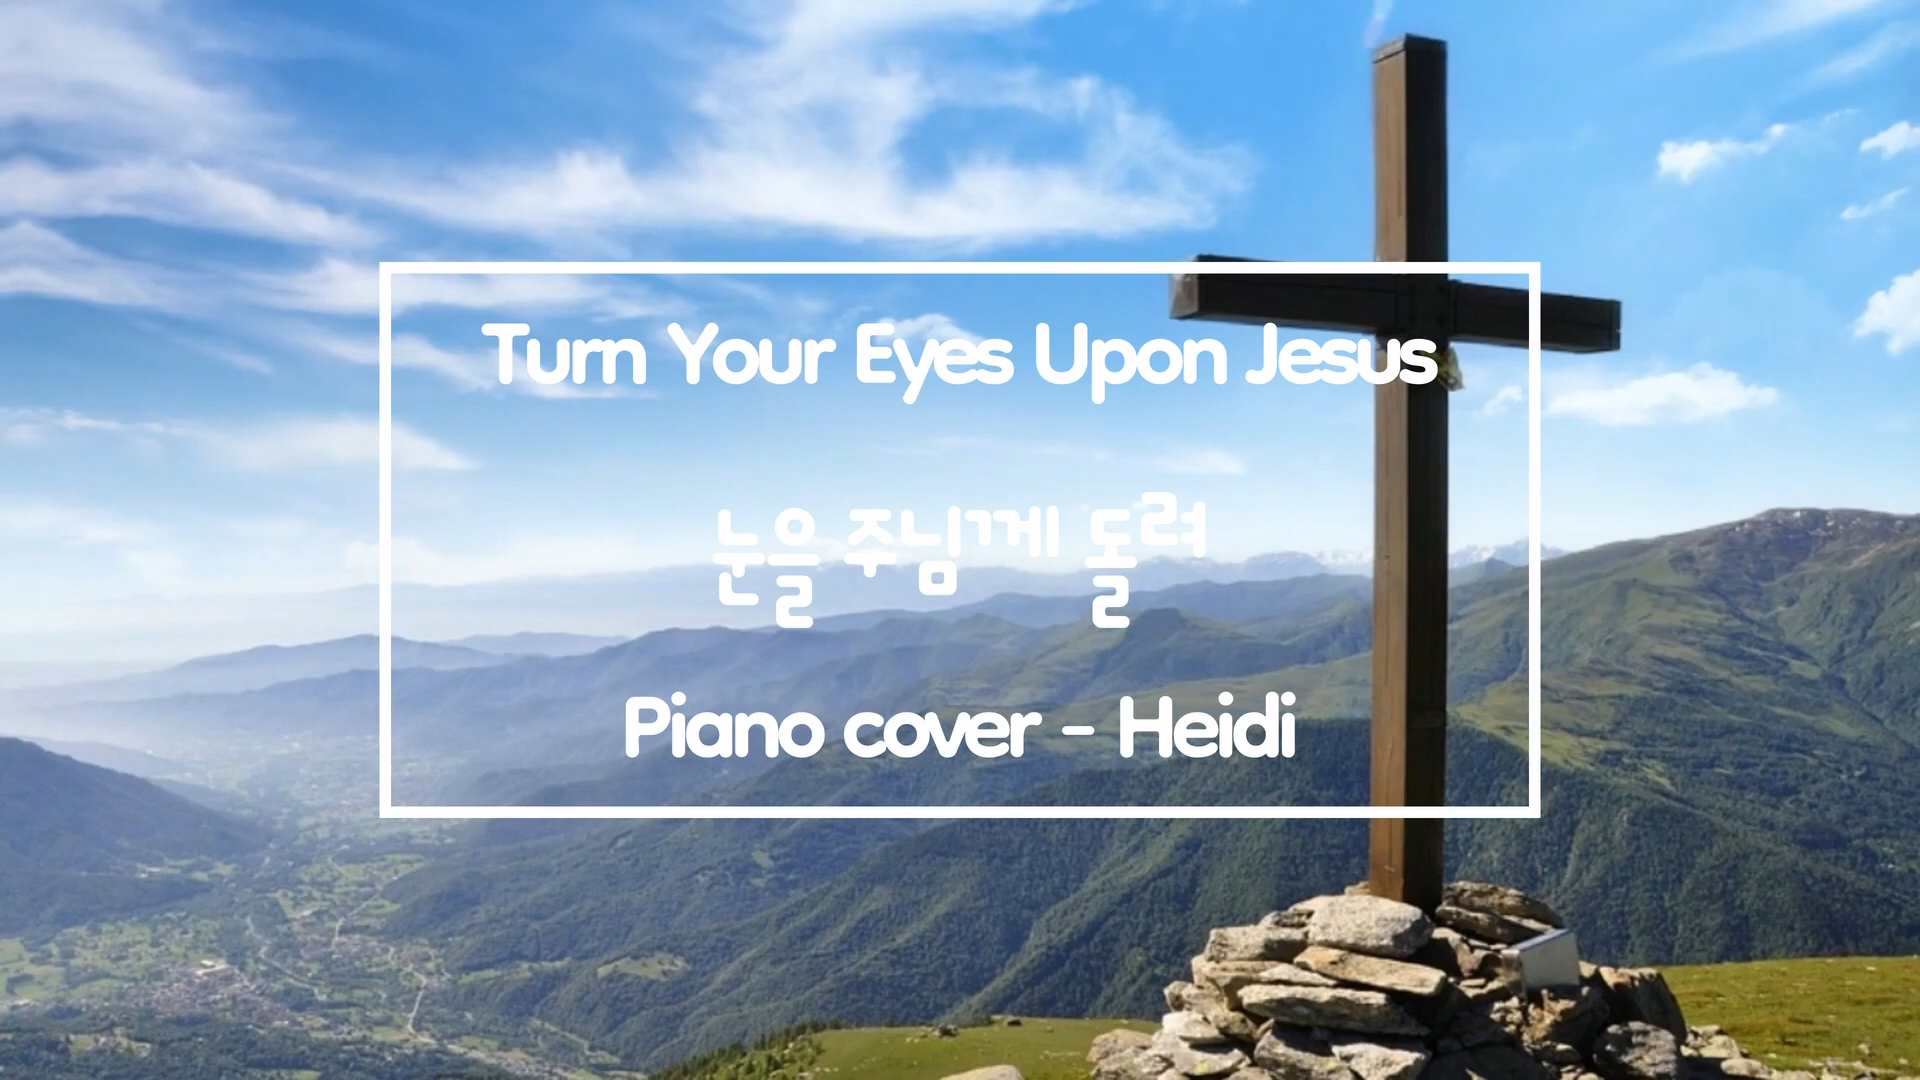 Turn Your Eyes Upon Jesus
눈을 주님께 돌려
Piano cover - Heidi